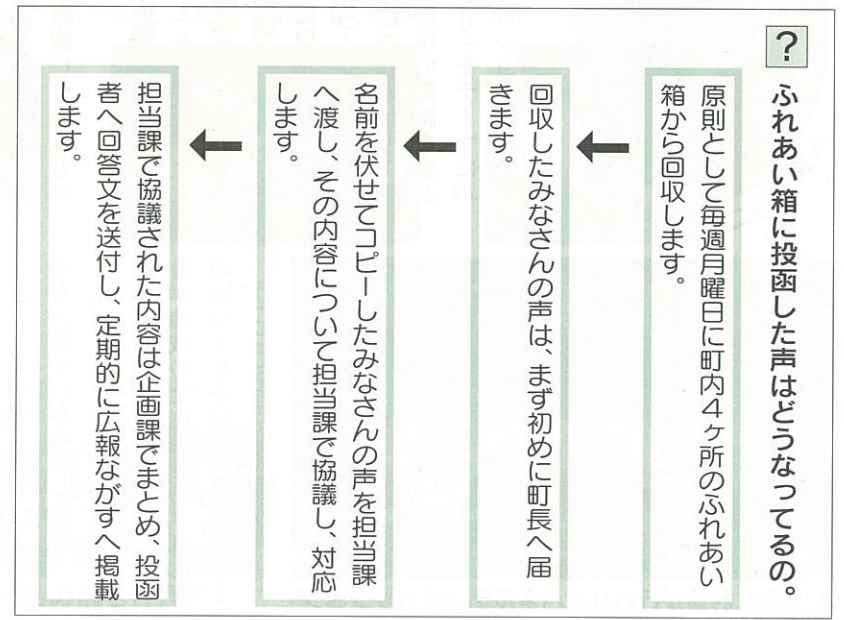 ? ふれあい箱に投函した声はどうなってるの。
原則として毎週月曜日に町内4ヶ所のふれあい
箱から回収します。
回収したみなさんの声は、まず初めに町長へ届
きます。
名前を伏せてコピーしたみなさんの声を担当課
へ渡し、その内容について担当課で協議し、対応
します。
担当課で協議された内容は企画課でまとめ、投函
者へ回答文を送付し、定期的に広報ながすへ掲載
します。